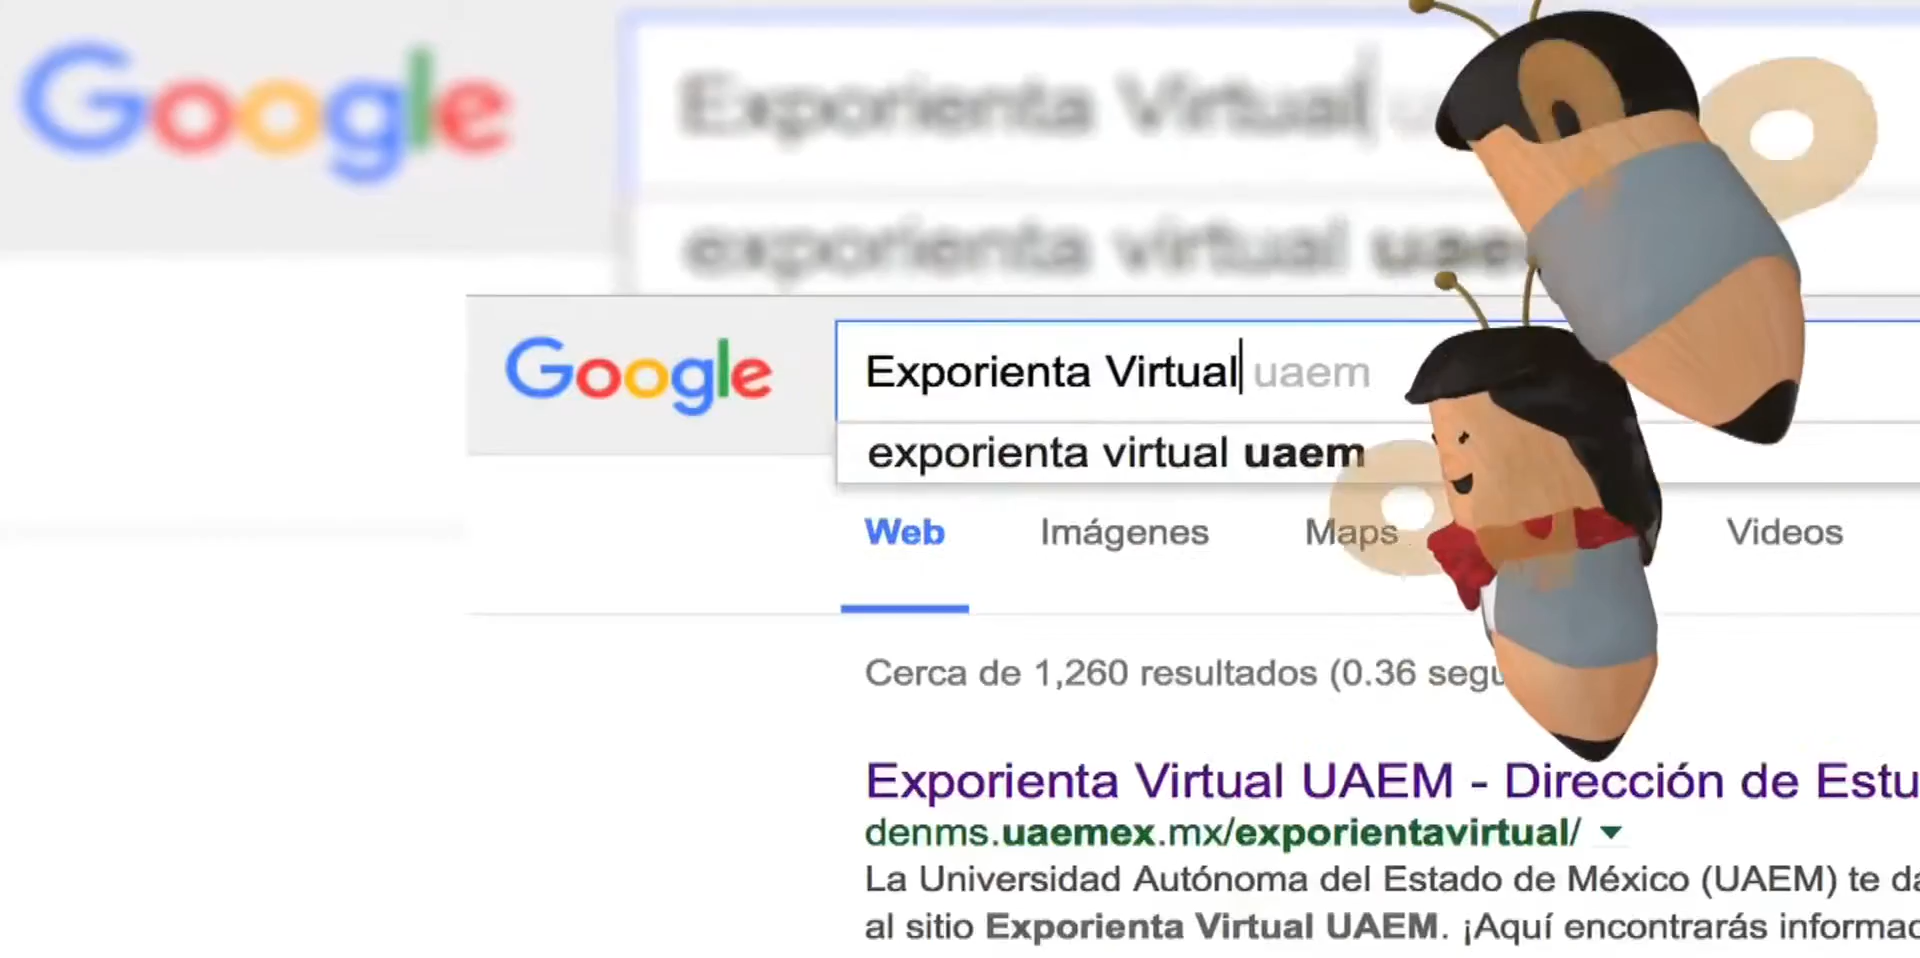 Google
Exporienta Virtual
exporienta virtual
Google
Exporienta Virtual uaem
exporienta virtual uaem
Web Imágenes Maps Videos
Cerca de 1,260 resultados (0.36 segu
Exporienta Virtual UAEM - Dirección de Estu
denms.uaemex.mx/exporientavirtual/
La Universidad Autónoma del Estado de México (UAEM) te da
al sitio Exporienta Virtual UAEM. ¡Aquí encontrarás informac